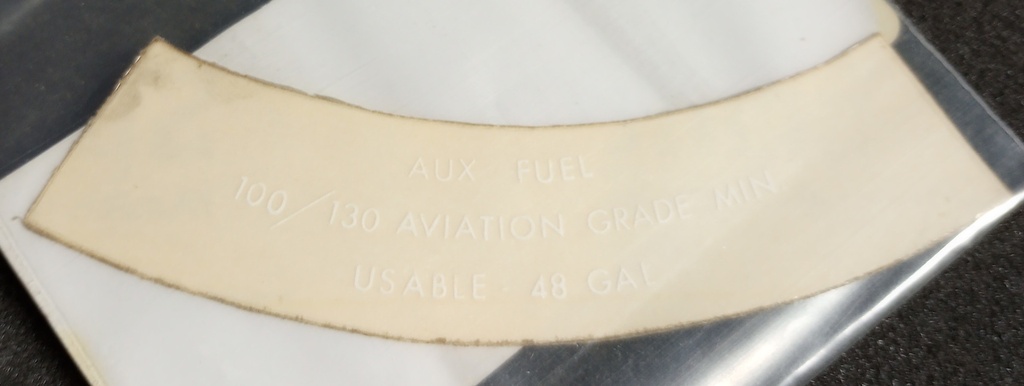 AUX FUEL
100/130 AVIATION GRADE MIN
USABLE - 48 GAL